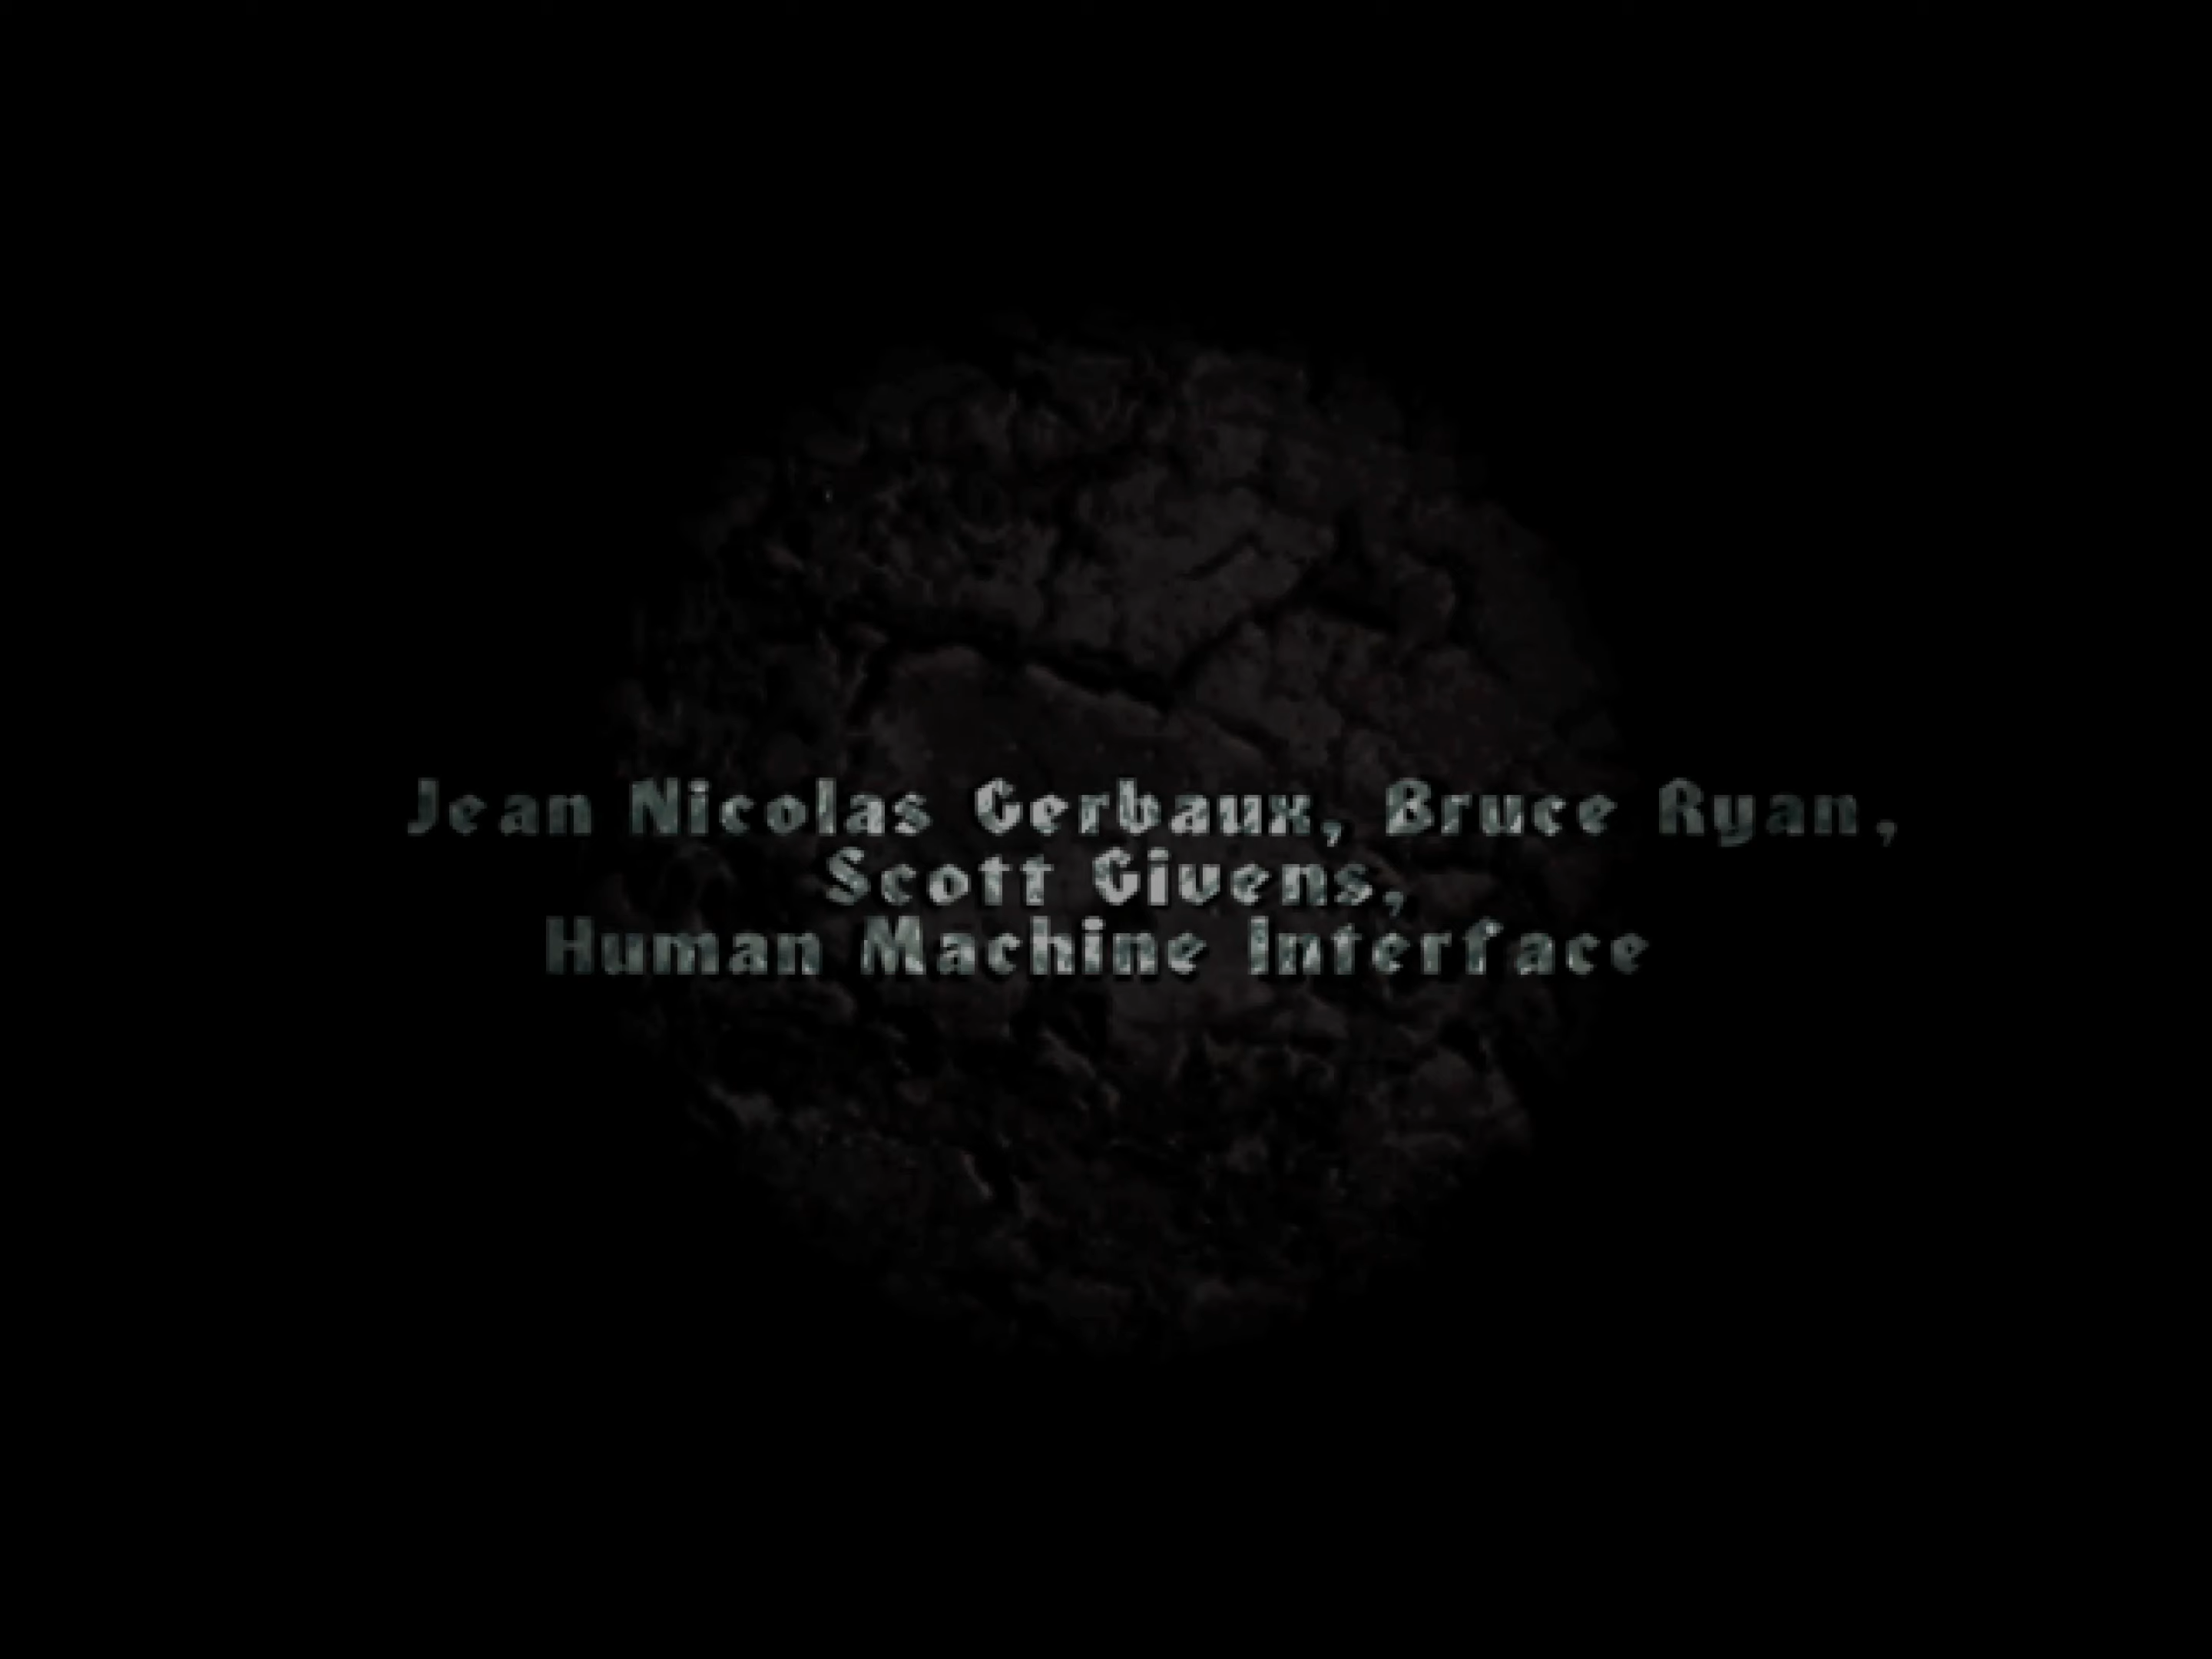 Jean Nicolas Gerbaux, Bruce Ryan,
Scott Givens,
Human Machine Interface